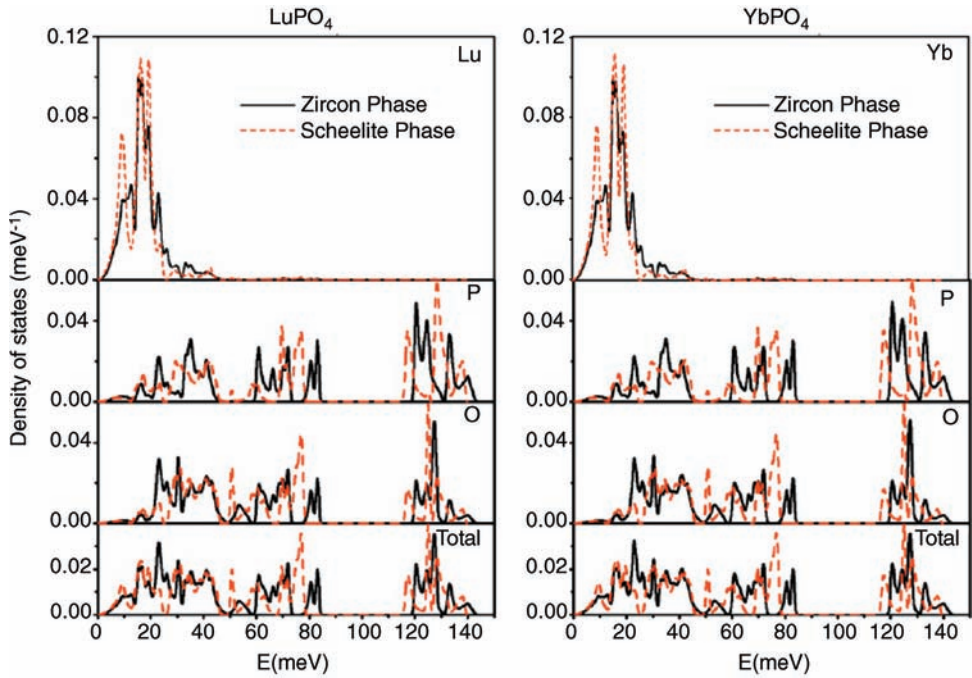 LuPO4
YbPO4
Density of states (meV-1)
0.12
0.08
0.04
0.00
Lu
Zircon Phase
Scheelite Phase
0.04
0.00
P
0.04
0.00
O
0.02
0.00
Total
0 20 40 60 80 100 120 140
E(meV)
0.12
0.08
0.04
0.00
Yb
Zircon Phase
Scheelite Phase
0.04
0.00
P
0.04
0.00
O
0.02
0.00
Total
0 20 40 60 80 100 120 140
E(meV)